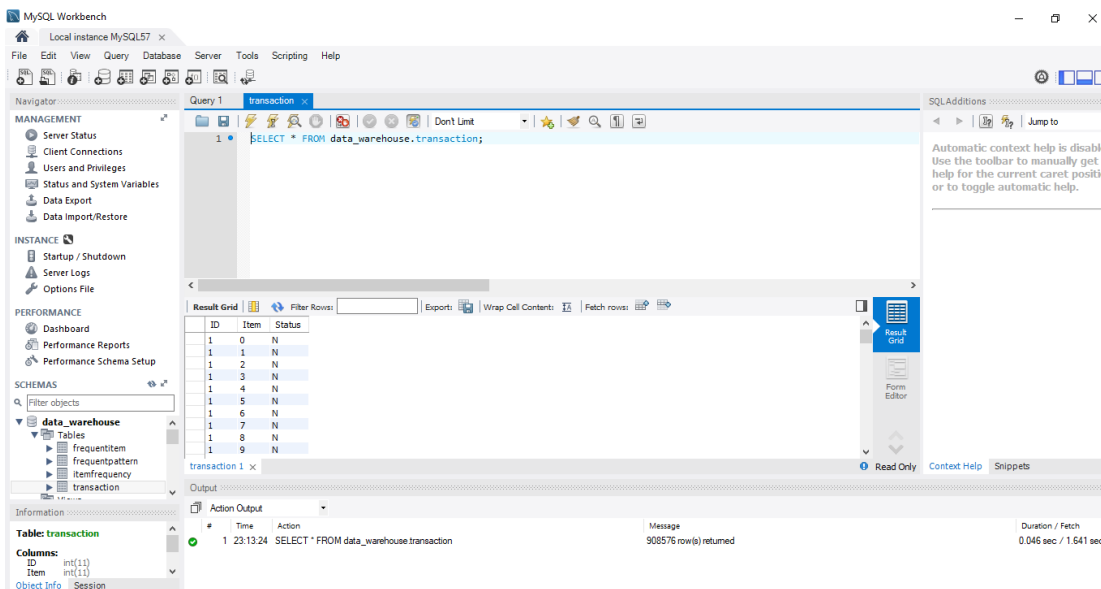 MySQL Workbench
Local instance MySQL57
File Edit View Query Database Server Tools Scripting Help
Navigator
MANAGEMENT
Server Status
Client Connections
Users and Privileges
Status and System Variables
Data Export
Data Import/Restore
INSTANCE
Startup / Shutdown
Server Logs
Options File
PERFORMANCE
Dashboard
Performance Reports
Performance Schema Setup
SCHEMAS
Filter objects
data_warehouse
Tables
frequentitem
frequentpattern
itemfrequency
transaction
Information
Table: transaction
Columns:
ID int(11)
Item int(11)
Object Info Session
Query 1 transaction
Don't Limit
1 SELECT * FROM data_warehouse.transaction;
Result Grid Filter Rows: Export: Wrap Cell Content: Fetch rows:
ID Item Status
1 0 N
1 1 N
1 2 N
1 3 N
1 4 N
1 5 N
1 6 N
1 7 N
1 8 N
1 9 N
Result
Grid
Form
Editor
transaction 1 Read Only
Output
Action Output
# Time Action Message Duration / Fetch
1 23:13:24 SELECT * FROM data_warehouse.transaction 908576 row(s) returned 0.046 sec / 1.641 sec
SQLAdditions
Jump to
Automatic context help is disabl
Use the toolbar to manually get
help for the current caret positi
or to toggle automatic help.
Context Help Snippets